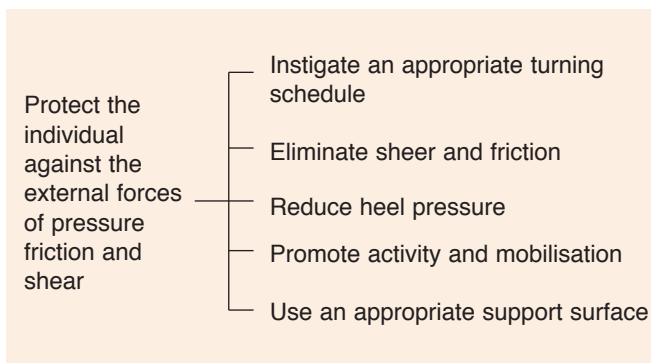 Protect the
individual
against the
external forces
of pressure
friction and
shear
Instigate an appropriate turning
schedule
Eliminate sheer and friction
Reduce heel pressure
Promote activity and mobilisation
Use an appropriate support surface